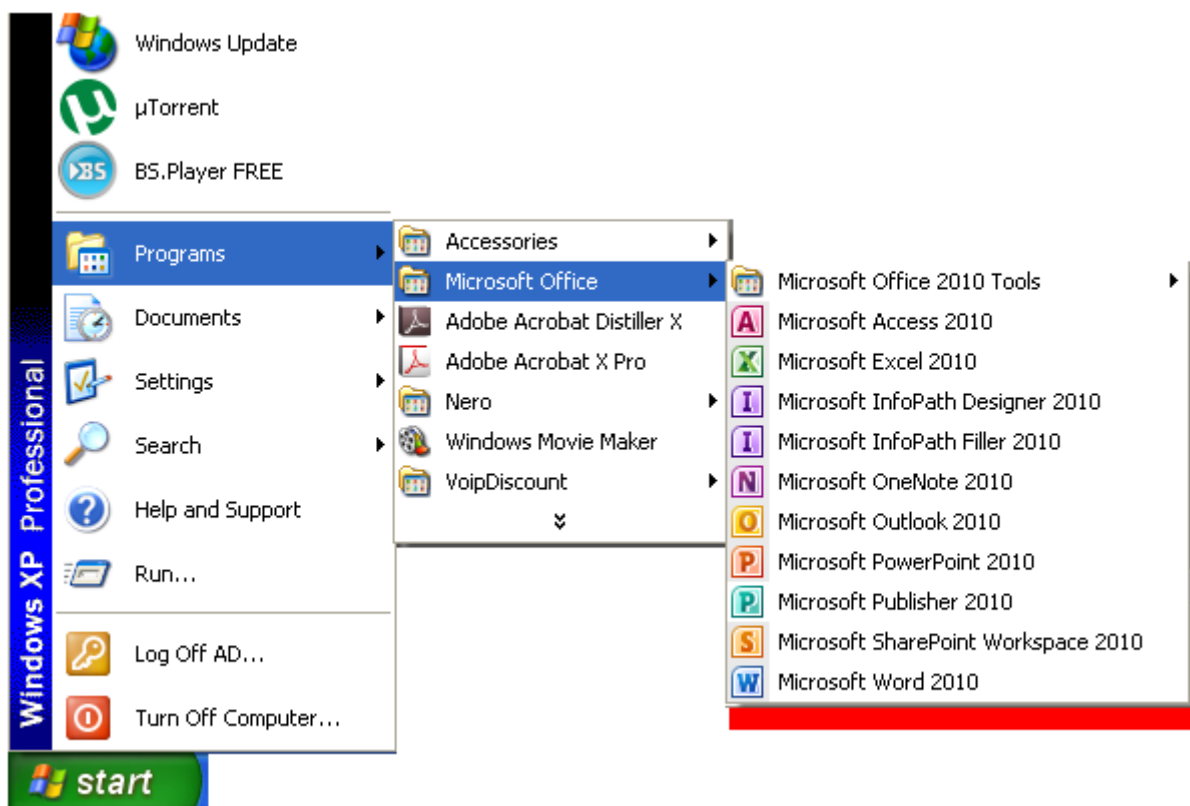 Windows Update
µTorrent
BS.Player FREE
Programs
Documents
Settings
Search
Help and Support
Run...
Log Off AD...
Turn Off Computer...
Windows XP Professional
start
Accessories
Microsoft Office
Adobe Acrobat Distiller X
Adobe Acrobat X Pro
Nero
Windows Movie Maker
VoipDiscount
Microsoft Office 2010 Tools
Microsoft Access 2010
Microsoft Excel 2010
Microsoft InfoPath Designer 2010
Microsoft InfoPath Filler 2010
Microsoft OneNote 2010
Microsoft Outlook 2010
Microsoft PowerPoint 2010
Microsoft Publisher 2010
Microsoft SharePoint Workspace 2010
Microsoft Word 2010